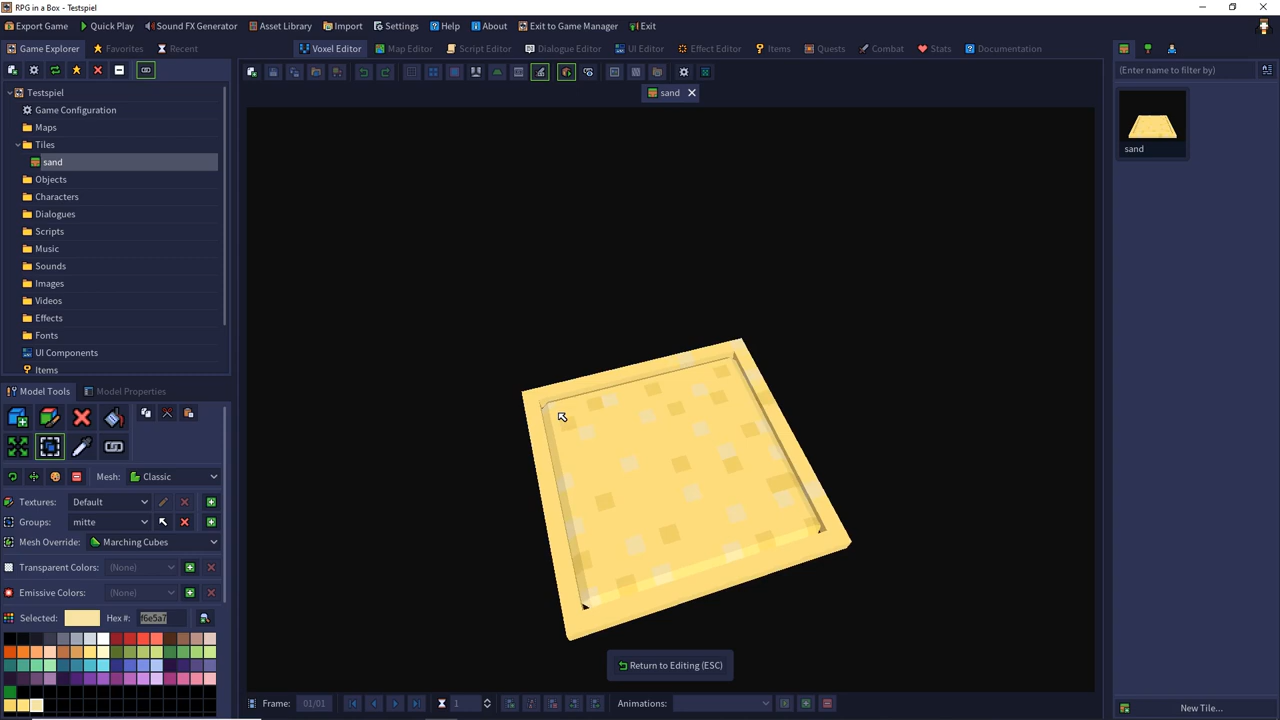 RPG in a Box - Testspiel
Export Game Quick Play Sound FX Generator Asset Library Import Settings Help About Exit to Game Manager Exit
Game Explorer Favorites Recent Voxel Editor Map Editor Script Editor Dialogue Editor UI Editor Effect Editor Items Quests Combat Stats Documentation
(Enter name to filter by)
sand
Testspiel
Game Configuration
Maps
Tiles
sand
Objects
Characters
Dialogues
Scripts
Music
Sounds
Images
Videos
Effects
Fonts
UI Components
Items
sand
Model Tools Model Properties
Mesh: Classic
Textures: Default
Groups: mitte
Mesh Override: Marching Cubes
Transparent Colors: (None)
Emissive Colors: (None)
Selected: Hex #: f6e5a7
Return to Editing (ESC)
Frame: 01/01 1 Animations:
New Tile...